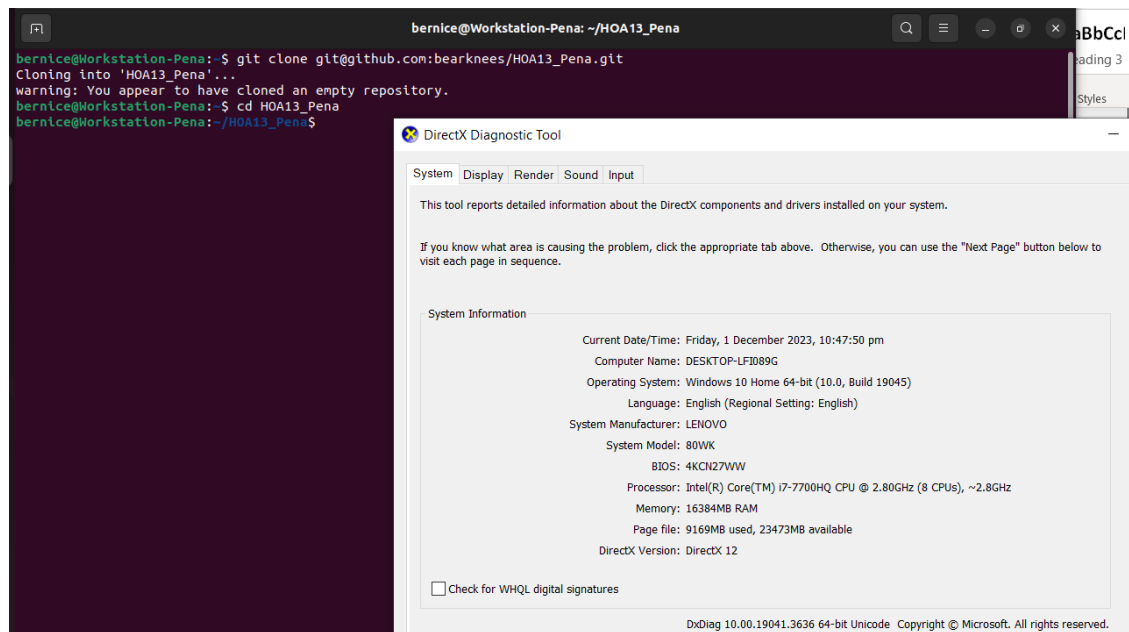 bernice@Workstation-Pena: ~/HOA13_Pena
bernice@Workstation-Pena:~$ git clone git@github.com:bearknees/HOA13_Pena.git
Cloning into 'HOA13_Pena'...
warning: You appear to have cloned an empty repository.
bernice@Workstation-Pena:~$ cd HOA13_Pena
bernice@Workstation-Pena:~/HOA13_Pena$
aBbCcl
eading 3
Styles
DirectX Diagnostic Tool
System Display Render Sound Input
This tool reports detailed information about the DirectX components and drivers installed on your system.
If you know what area is causing the problem, click the appropriate tab above. Otherwise, you can use the "Next Page" button below to
visit each page in sequence.
System Information
Current Date/Time: Friday, 1 December 2023, 10:47:50 pm
Computer Name: DESKTOP-LFI089G
Operating System: Windows 10 Home 64-bit (10.0, Build 19045)
Language: English (Regional Setting: English)
System Manufacturer: LENOVO
System Model: 80WK
BIOS: 4KCN27WW
Processor: Intel(R) Core(TM) i7-7700HQ CPU @ 2.80GHz (8 CPUs), ~2.8GHz
Memory: 16384MB RAM
Page file: 9169MB used, 23473MB available
DirectX Version: DirectX 12
Check for WHQL digital signatures
DxDiag 10.00.19041.3636 64-bit Unicode Copyright © Microsoft. All rights reserved.